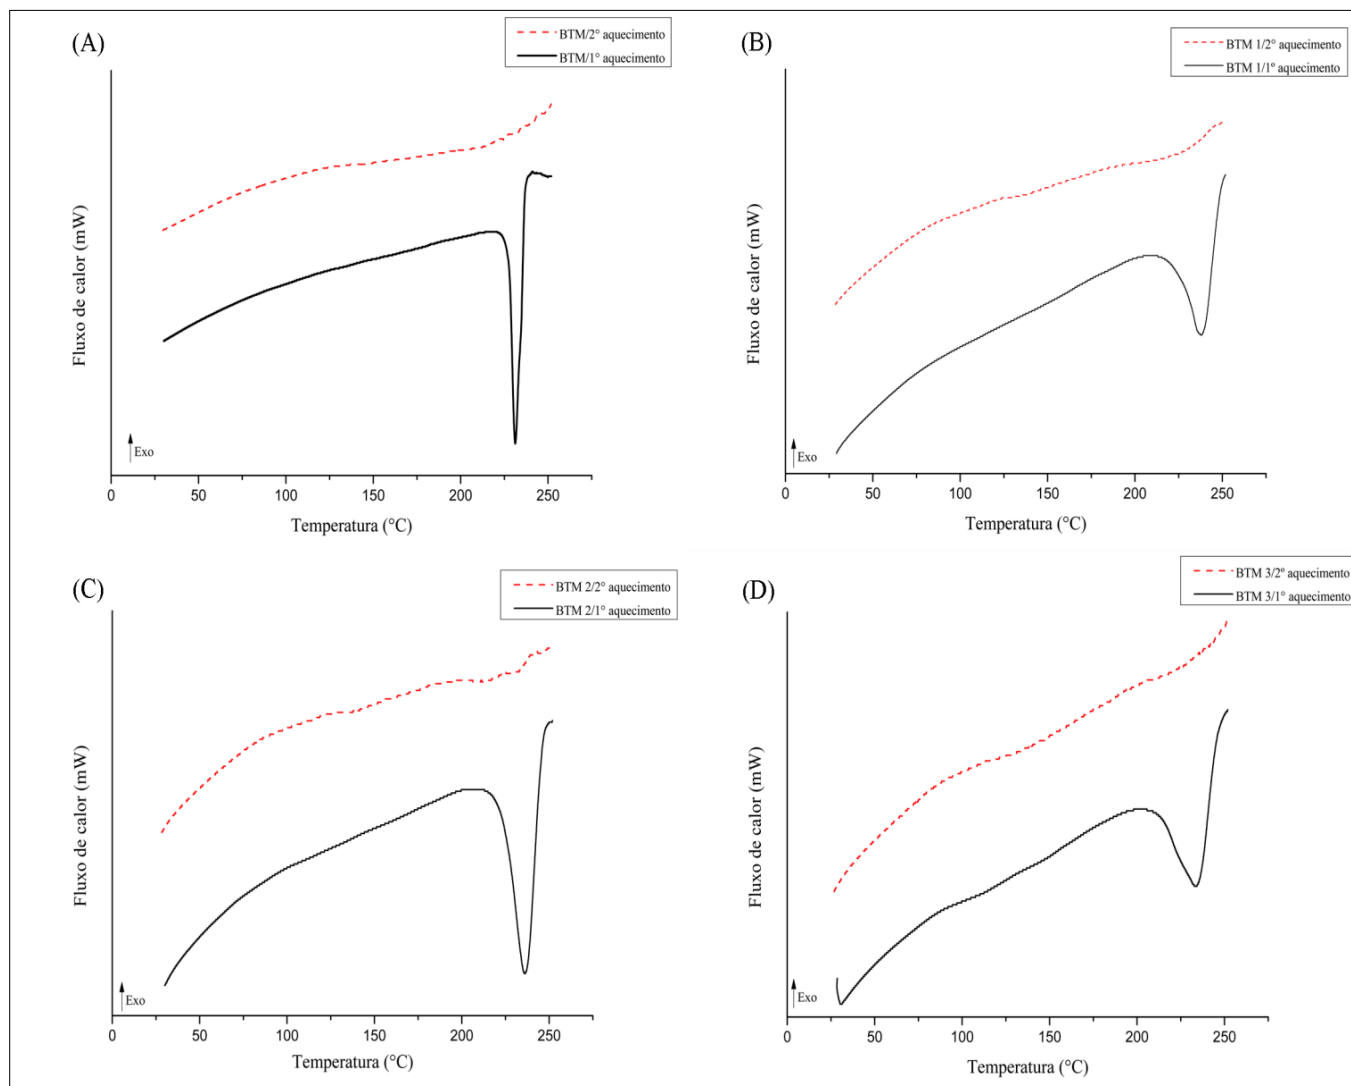 (A)
BTM/2° aquecimento
BTM/1° aquecimento
Fluxo de calor (mW)
Exo
0 50 100 150 200 250
Temperatura (°C)
(B)
BTM 1/2° aquecimento
BTM 1/1º aquecimento
Fluxo de calor (mW)
Exo
0 50 100 150 200 250
Temperatura (°C)
(C)
BTM 2/2° aquecimento
BTM 2/1° aquecimento
Fluxo de calor (mW)
Exo
0 50 100 150 200 250
Temperatura (°C)
(D)
BTM 3/2º aquecimento
BTM 3/1° aquecimento
Fluxo de calor (mW)
Exo
0 50 100 150 200 250
Temperatura (°C)